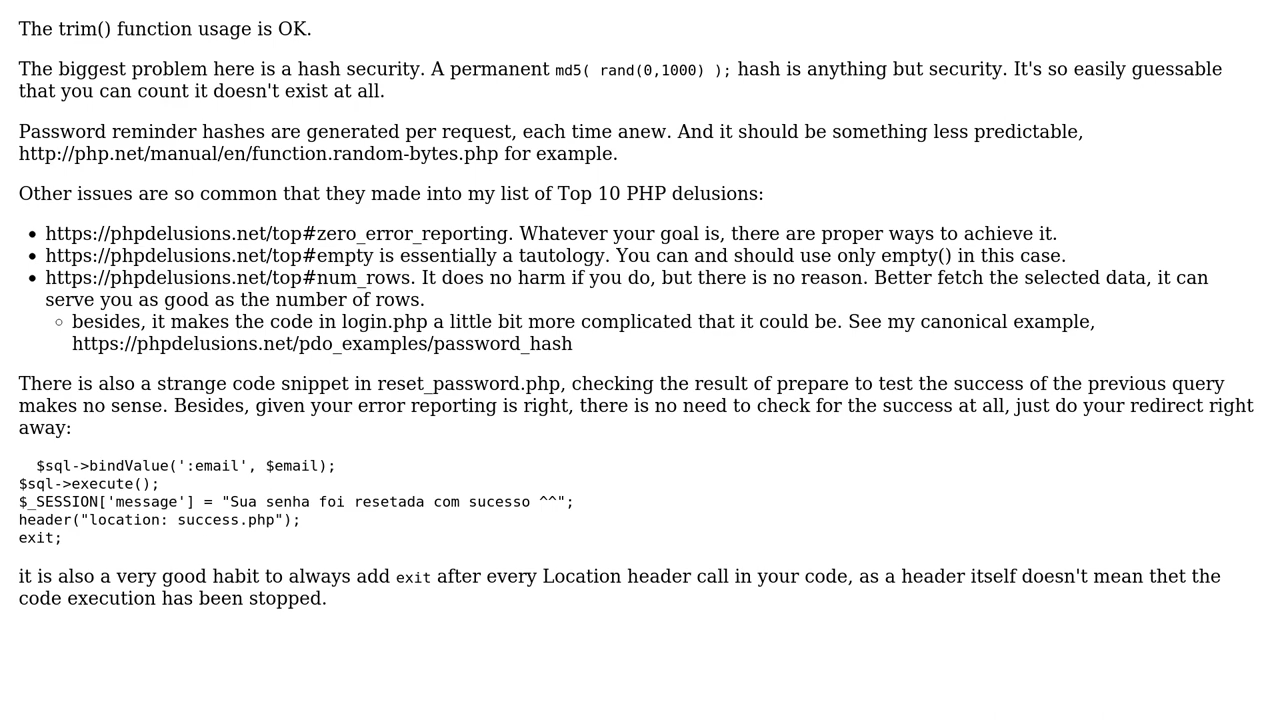 The trim() function usage is OK.
The biggest problem here is a hash security. A permanent md5( rand(0,1000) ); hash is anything but security. It's so easily guessable
that you can count it doesn't exist at all.
Password reminder hashes are generated per request, each time anew. And it should be something less predictable,
http://php.net/manual/en/function.random-bytes.php for example.
Other issues are so common that they made into my list of Top 10 PHP delusions:
• https://phpdelusions.net/top#zero_error_reporting. Whatever your goal is, there are proper ways to achieve it.
• https://phpdelusions.net/top#empty is essentially a tautology. You can and should use only empty() in this case.
• https://phpdelusions.net/top#num_rows. It does no harm if you do, but there is no reason. Better fetch the selected data, it can
serve you as good as the number of rows.
◦ besides, it makes the code in login.php a little bit more complicated that it could be. See my canonical example,
https://phpdelusions.net/pdo_examples/password_hash
There is also a strange code snippet in reset_password.php, checking the result of prepare to test the success of the previous query
makes no sense. Besides, given your error reporting is right, there is no need to check for the success at all, just do your redirect right
away:
$sql->bindValue(':email', $email);
$sql->execute();
$_SESSION['message'] = "Sua senha foi resetada com sucesso ^^";
header("location: success.php");
exit;
it is also a very good habit to always add exit after every Location header call in your code, as a header itself doesn't mean thet the
code execution has been stopped.